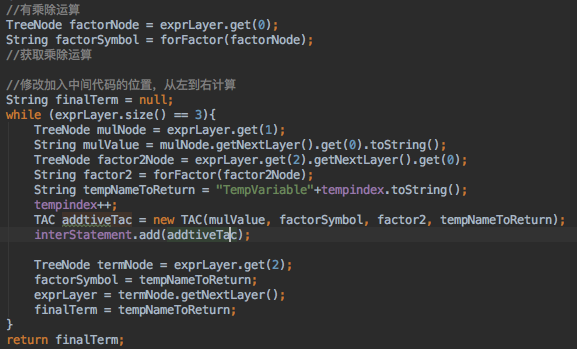 //有乘除运算
TreeNode factorNode = exprLayer.get(0);
String factorSymbol = forFactor(factorNode);
//获取乘除运算
//修改加入中间代码的位置，从左到右计算
String finalTerm = null;
while (exprLayer.size() == 3){
TreeNode mulNode = exprLayer.get(1);
String mulValue = mulNode.getNextLayer().get(0).toString();
TreeNode factor2Node = exprLayer.get(2).getNextLayer().get(0);
String factor2 = forFactor(factor2Node);
String tempNameToReturn = "TempVariable"+tempindex.toString();
tempindex++;
TAC addtiveTac = new TAC(mulValue, factorSymbol, factor2, tempNameToReturn);
interStatement.add(addtiveTac);
TreeNode termNode = exprLayer.get(2);
factorSymbol = tempNameToReturn;
exprLayer = termNode.getNextLayer();
finalTerm = tempNameToReturn;
}
return finalTerm;